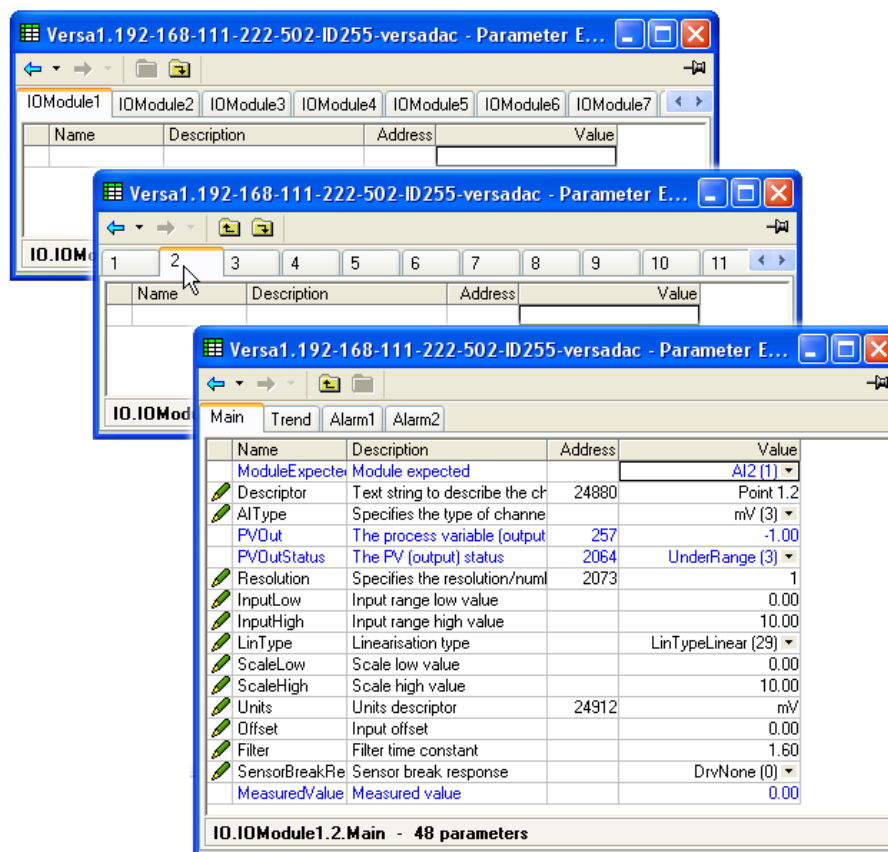 Versa1.192-168-111-222-502-ID255-versadac - Parameter E...
IOModule1 IOModule2 IOModule3 IOModule4 IOModule5 IOModule6 IOModule7
Name Description Address Value
IO.IOM
Versa1.192-168-111-222-502-ID255-versadac - Parameter E...
1 2 3 4 5 6 7 8 9 10 11
Name Description Address Value
IO.IOMod
Versa1.192-168-111-222-502-ID255-versadac - Parameter E...
Main Trend Alarm1 Alarm2
Name Description Address Value
ModuleExpected Module expected AI2 (1)
Descriptor Text string to describe the ch 24880 Point 1.2
AIType Specifies the type of channe mV (3)
PVOut The process variable (output 257 -1.00
PVOutStatus The PV (output) status 2064 UnderRange (3)
Resolution Specifies the resolution/numl 2073 1
InputLow Input range low value 0.00
InputHigh Input range high value 10.00
LinType Linearisation type LinTypeLinear (29)
ScaleLow Scale low value 0.00
ScaleHigh Scale high value 10.00
Units Units descriptor 24912 mV
Offset Input offset 0.00
Filter Filter time constant 1.60
SensorBreakRe Sensor break response DrvNone (0)
MeasuredValue Measured value 0.00
IO.IOModule1.2.Main - 48 parameters